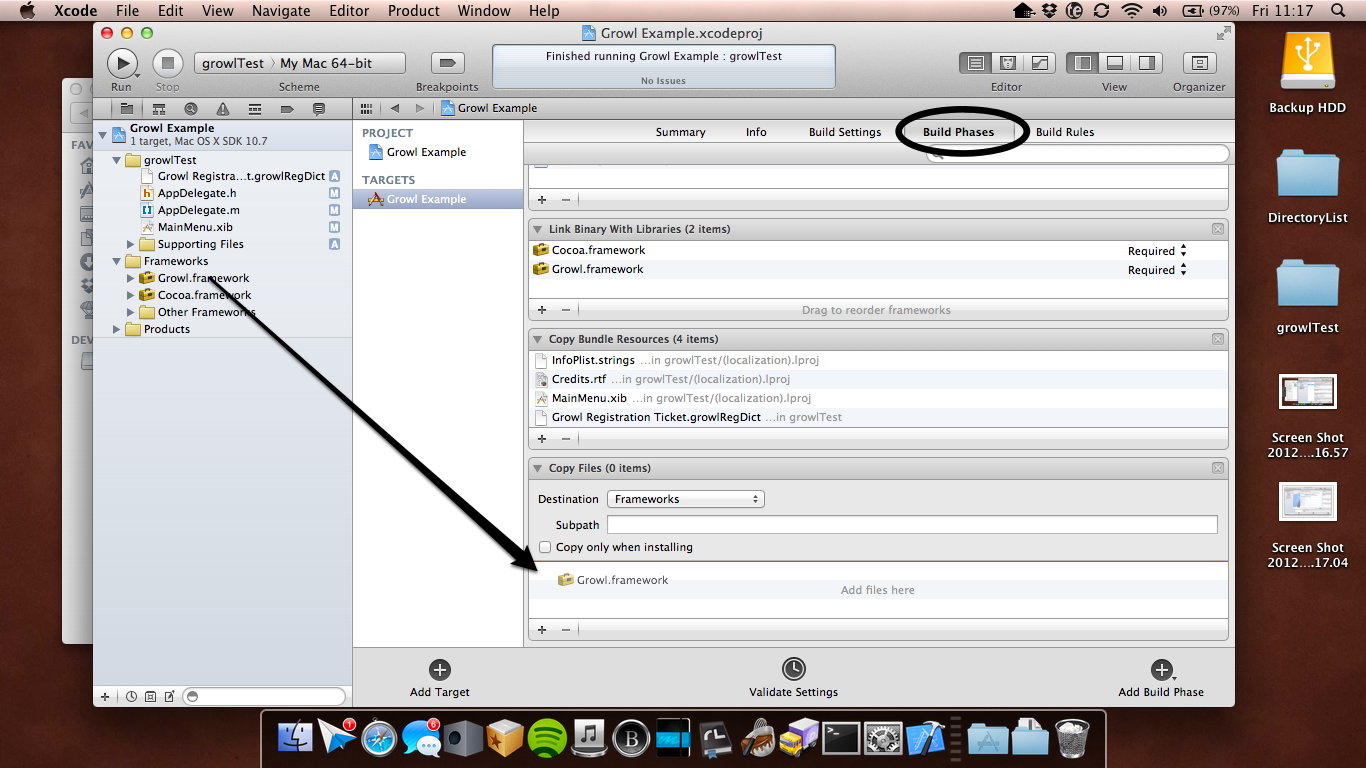 Xcode File Edit View Navigate Editor Product Window Help (97%) Fri 11:17
Growl Example.xcodeproj
growlTest › My Mac 64-bit
Finished running Growl Example : growlTest
No Issues
Run Stop Scheme Breakpoints Editor View Organizer
Growl Example
FAV
DEV
Growl Example
1 target, Mac OS X SDK 10.7
growlTest
Growl Registra...t.growlRegDict A
AppDelegate.h M
AppDelegate.m M
MainMenu.xib M
Supporting Files A
Frameworks
Growl.framework
Cocoa.framework
Other Frameworks
Products
PROJECT
Growl Example
TARGETS
Growl Example
Summary Info Build Settings Build Phases Build Rules
Link Binary With Libraries (2 items)
Cocoa.framework Required
Growl.framework Required
Drag to reorder frameworks
Copy Bundle Resources (4 items)
InfoPlist.strings ...in growlTest/(localization).lproj
Credits.rtf ...in growlTest/(localization).lproj
MainMenu.xib ...in growlTest/(localization).lproj
Growl Registration Ticket.growlRegDict ...in growlTest
Copy Files (0 items)
Destination Frameworks
Subpath
Copy only when installing
Growl.framework
Add files here
Add Target Validate Settings Add Build Phase
Backup HDD
DirectoryList
growlTest
Screen Shot
2012....16.57
Screen Shot
2012....17.04
1
6
B